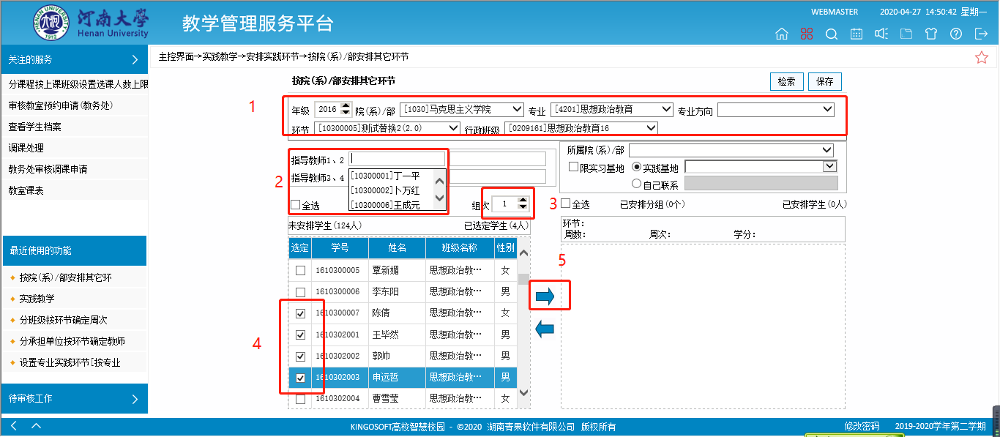 HENAN UNIVERSITY
1912
河南大學
Henan University
教学管理服务平台
WEBMASTER 2020-04-27 14:50:42 星期一
关注的服务
分课程按上课班级设置选课人数上限
审核教室预约申请(教务处)
查看学生档案
调课处理
教务处审核调课申请
教室课表
最近使用的功能
按院(系)/部安排其它环
实践教学
分班级按环节确定周次
分承担单位按环节确定教师
设置专业实践环节[按专业
待审核工作
主控界面→实践教学→安排实践环节→按院(系)/部安排其它环节
按院(系)/部安排其它环节
检索 保存
1
年级 2016 院(系)/部 [1030]马克思主义学院 专业 [4201]思想政治教育 专业方向
环节 [10300005]测试替换2(2.0) 行政班级 [0209161]思想政治教育16
2
指导教师1、2
指导教师3、4
[10300001]丁一平
[10300002]卜万红
[10300006]王成元
全选 组次 1
所属院(系)/部
限实习基地 实践基地
自己联系
3
全选 已安排分组(0个) 已安排学生(0人)
未安排学生(124人) 已选定学生(4人)
环节：
周数： 周次： 学分：
选定 学号 姓名 班级名称 性别
1610300005 覃新媚 思想政治教… 女
1610300006 李东阳 思想政治教… 男
1610300007 陈倩 思想政治教… 女
1610302001 王毕然 思想政治教… 男
1610302002 郭帅 思想政治教… 男
1610302003 申远哲 思想政治教… 男
1610302004 曹雪莹 思想政治教… 女
4
5
KINGOSOFT高校智慧校园 - ©2020 湖南青果软件有限公司 版权所有
修改密码 2019-2020学年第二学期